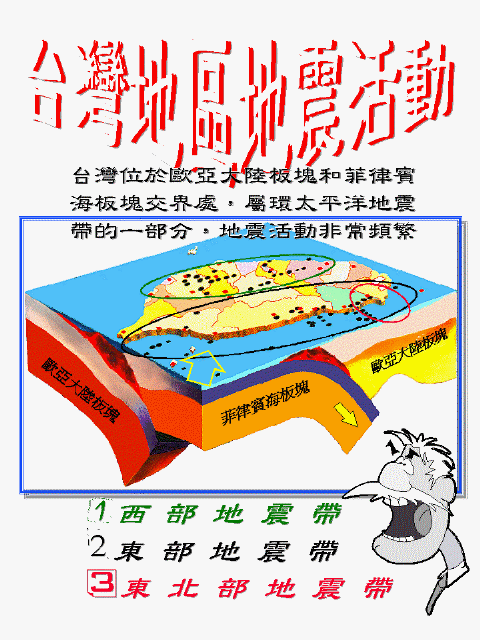 台灣地區地震活動
台灣位於歐亞大陸板塊和菲律賓
海板塊交界處，屬環太平洋地震
帶的一部分，地震活動非常頻繁
歐亞大陸板塊
菲律賓海板塊
歐亞大陸板塊
1 西部地震帶
2 東部地震帶
3 東北部地震帶